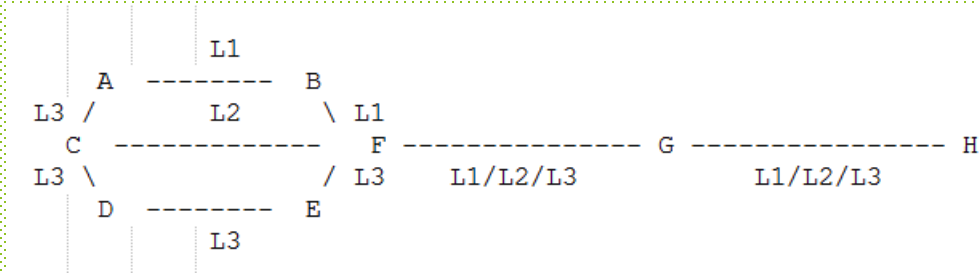 L1
A -------- B
L3 / L2 \ L1
C ------------- F --------------- G ---------------- H
L3 \ / L3 L1/L2/L3 L1/L2/L3
D -------- E
L3